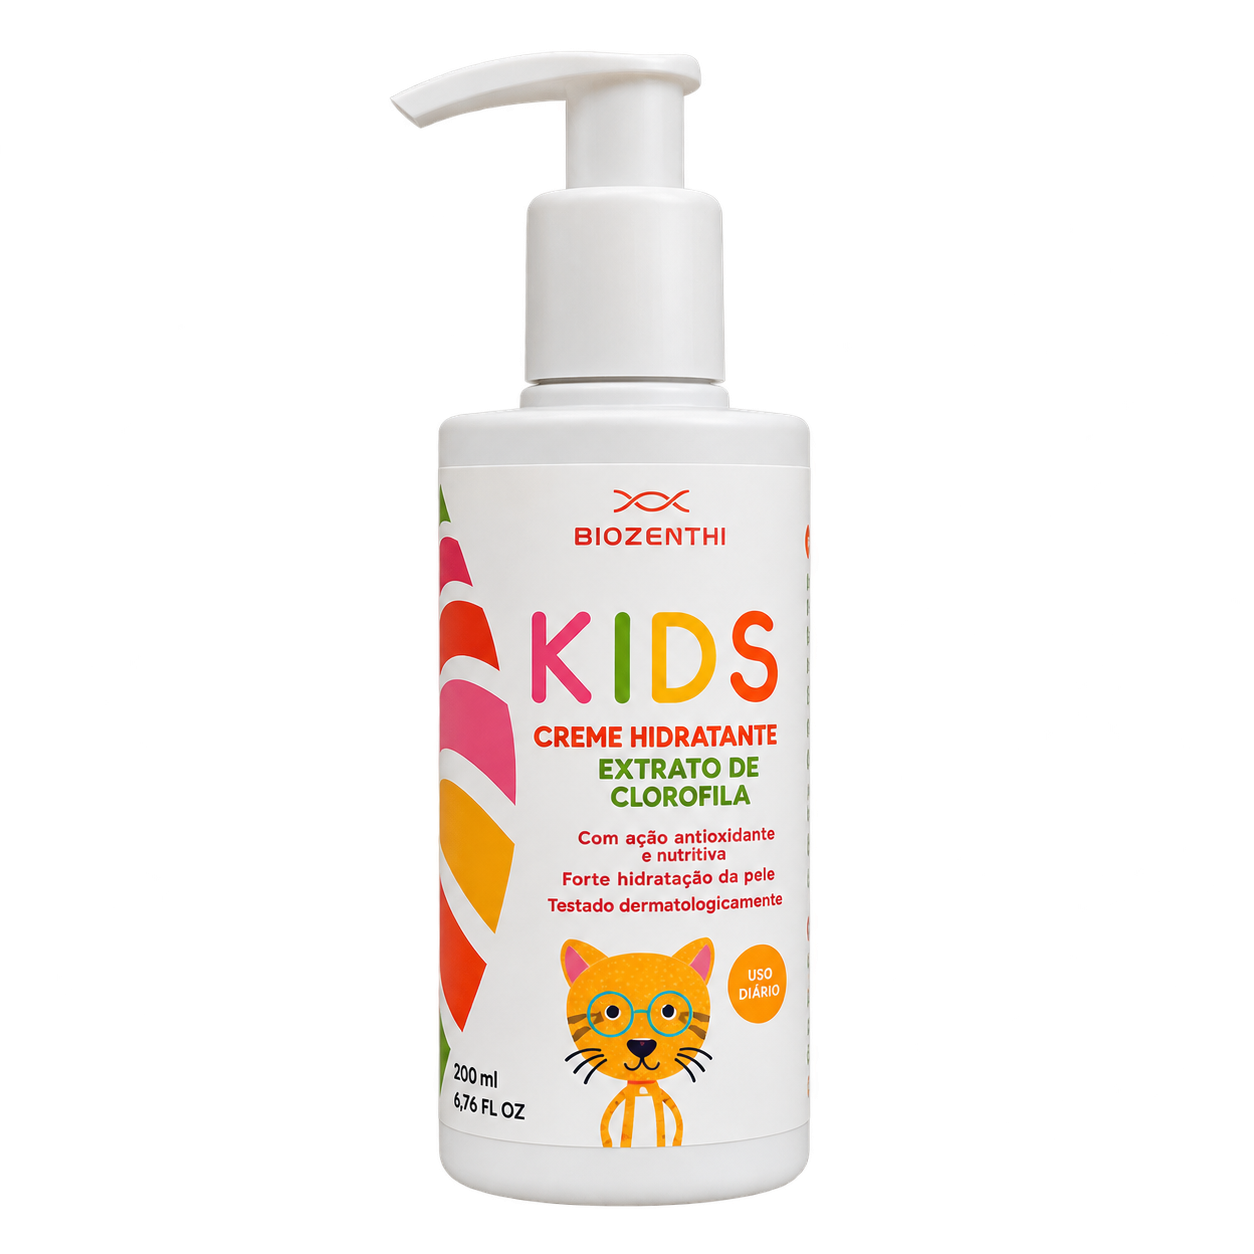 BIOZENTHI
KIDS
CREME HIDRATANTE
EXTRATO DE
CLOROFILA
Com ação antioxidante
e nutritiva
Forte hidratação da pele
Testado dermatologicamente
USO
DIÁRIO
200 ml
6,76 FL OZ